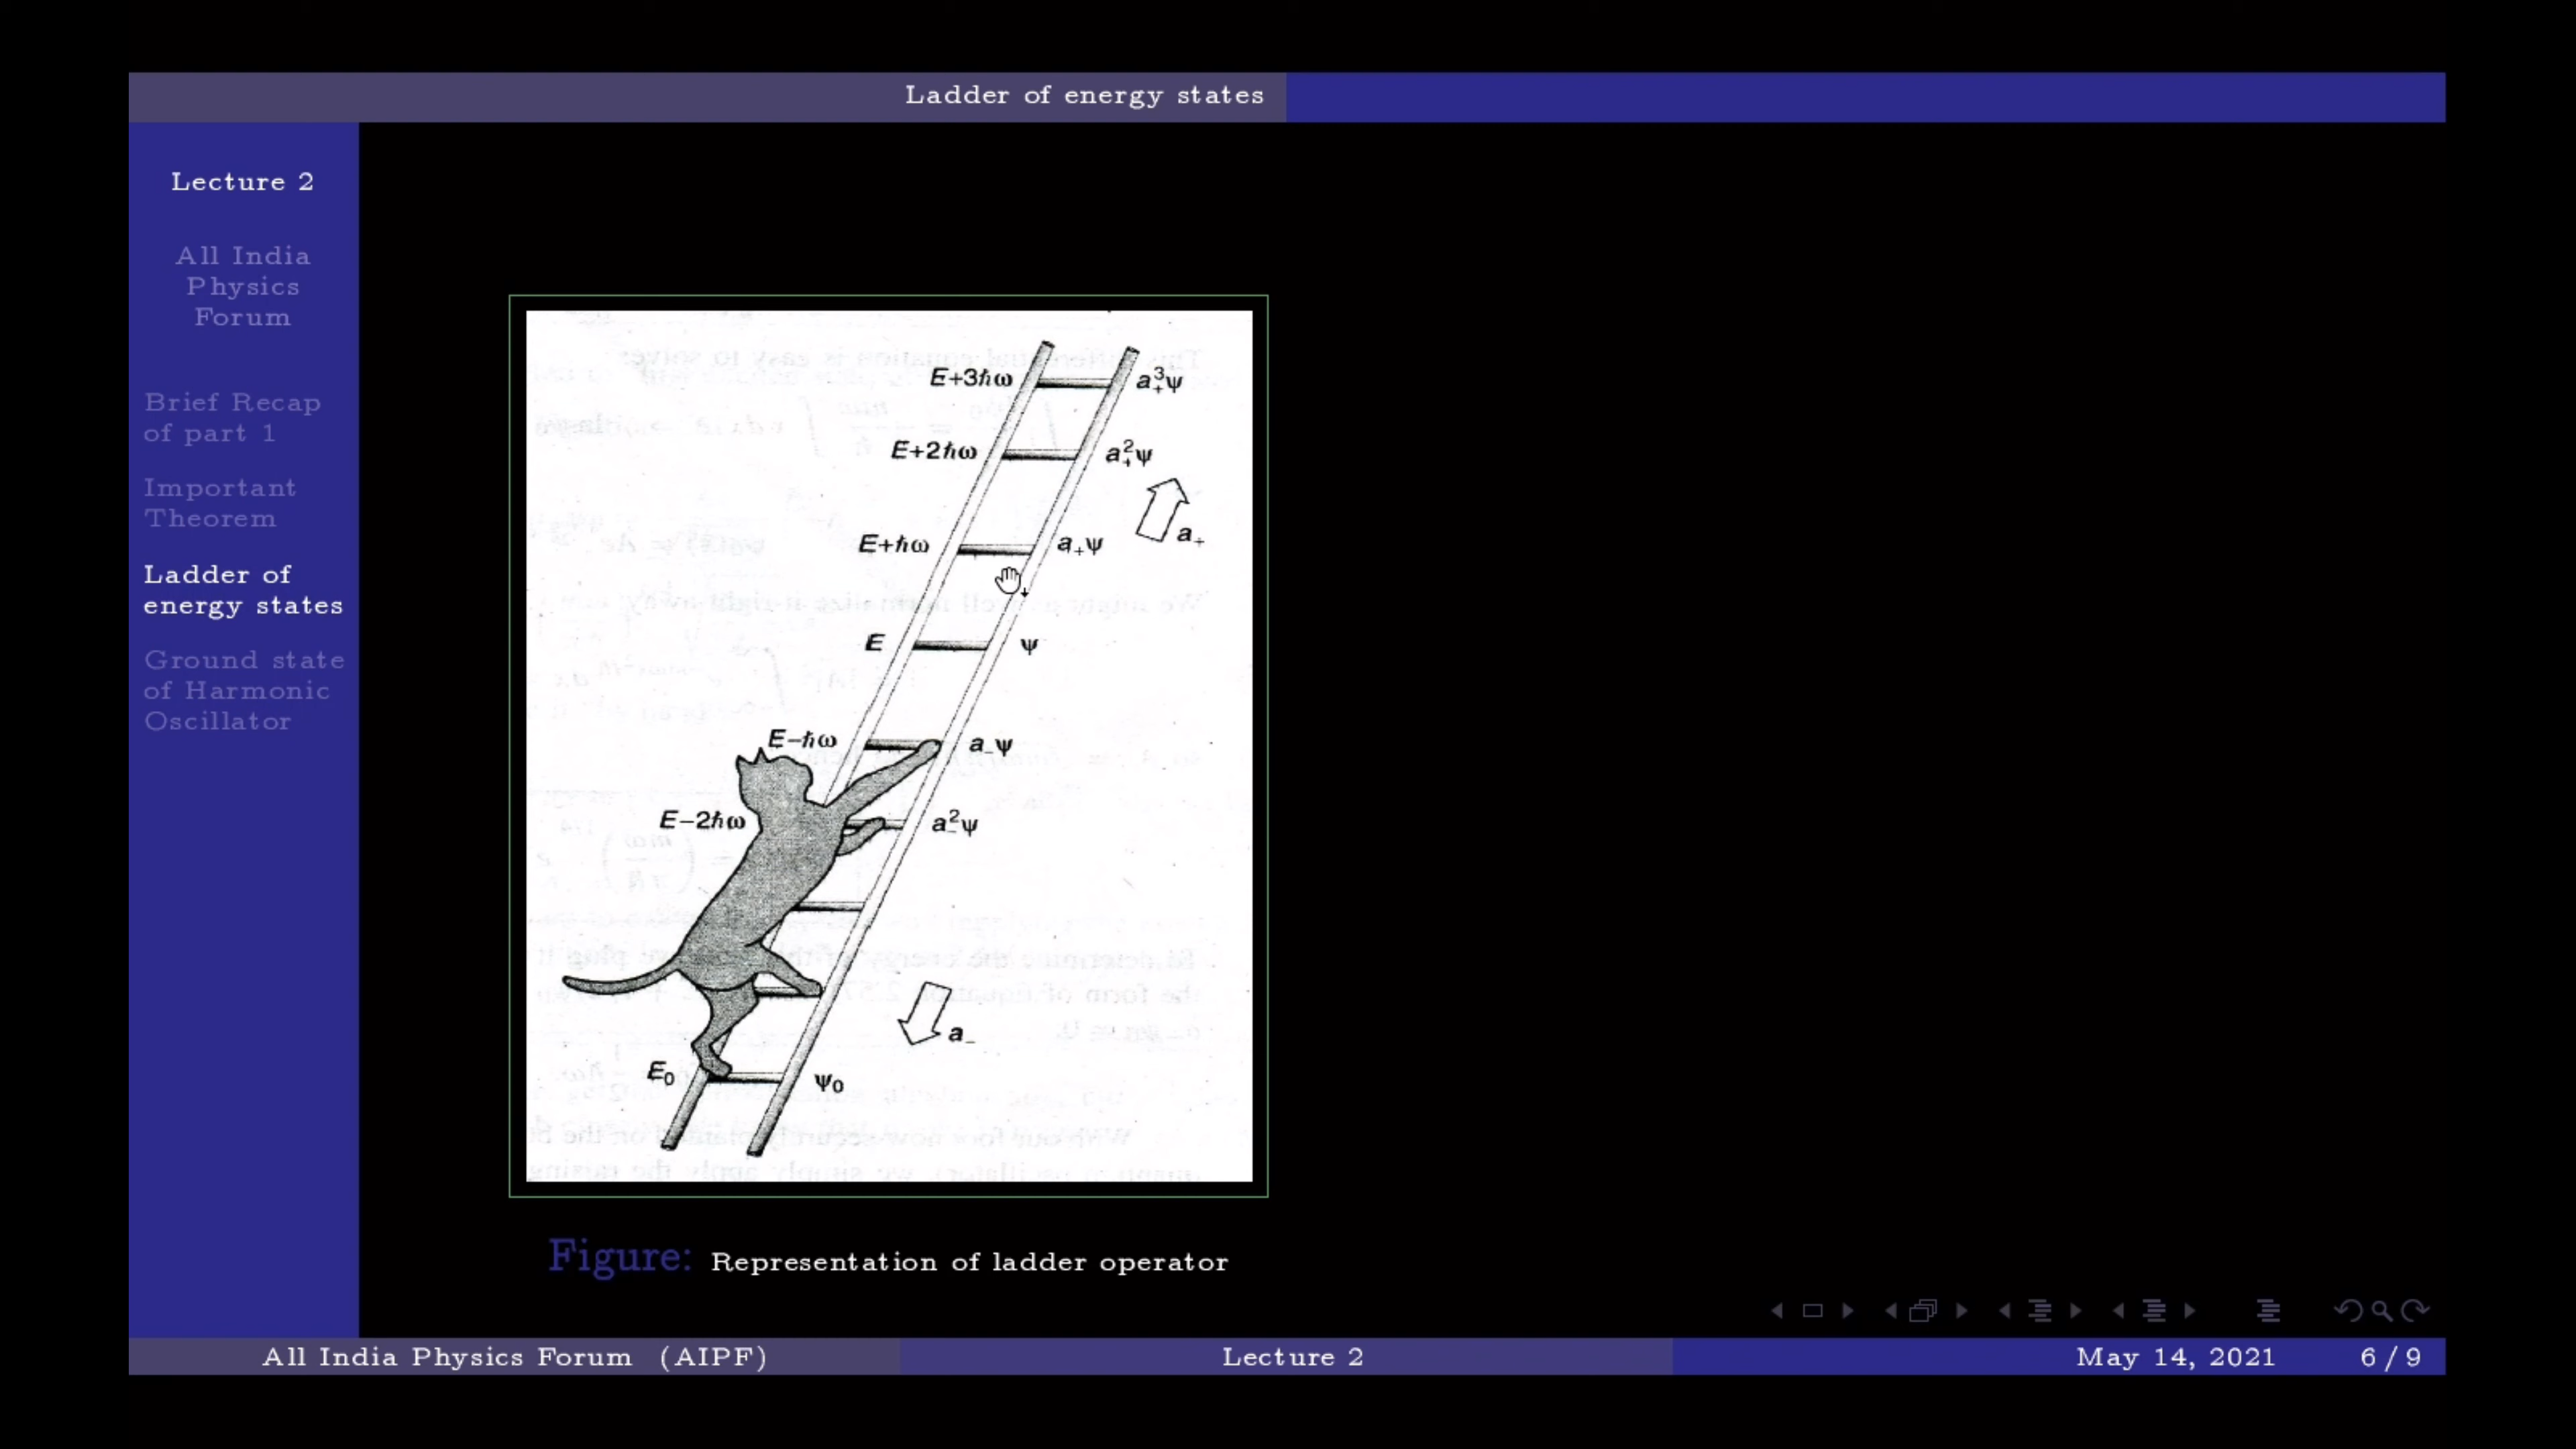 Ladder of energy states
Lecture 2
All India
Physics
Forum
Brief Recap
of part 1
Important
Theorem
Ladder of
energy states
Ground state
of Harmonic
Oscillator
E+3ħω a₊³ψ
E+2ħω a₊²ψ
a₊
E+ħω a₊ψ
E ψ
E−ħω a₋ψ
E−2ħω a₋²ψ
a₋
E₀ ψ₀
Figure: Representation of ladder operator
All India Physics Forum (AIPF) Lecture 2 May 14, 2021 6 / 9